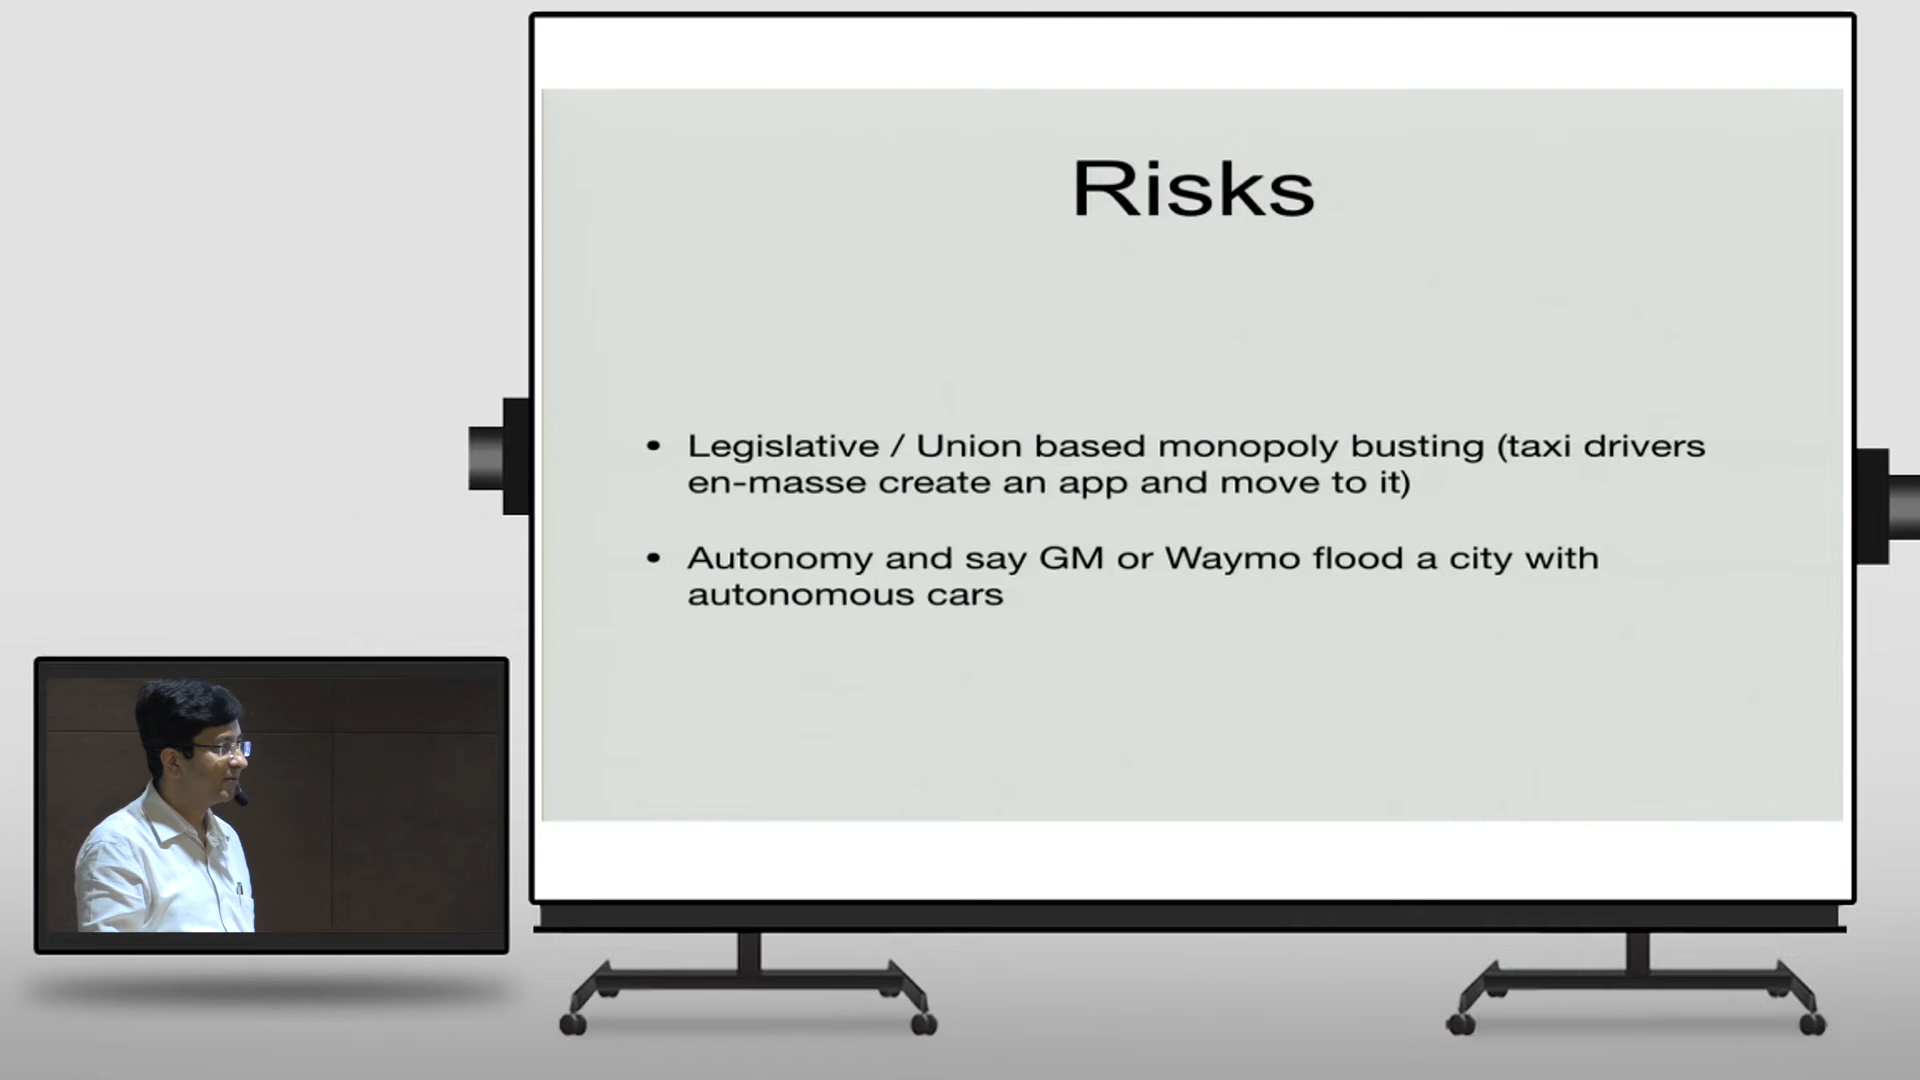 Risks
• Legislative / Union based monopoly busting (taxi drivers
en-masse create an app and move to it)
• Autonomy and say GM or Waymo flood a city with
autonomous cars